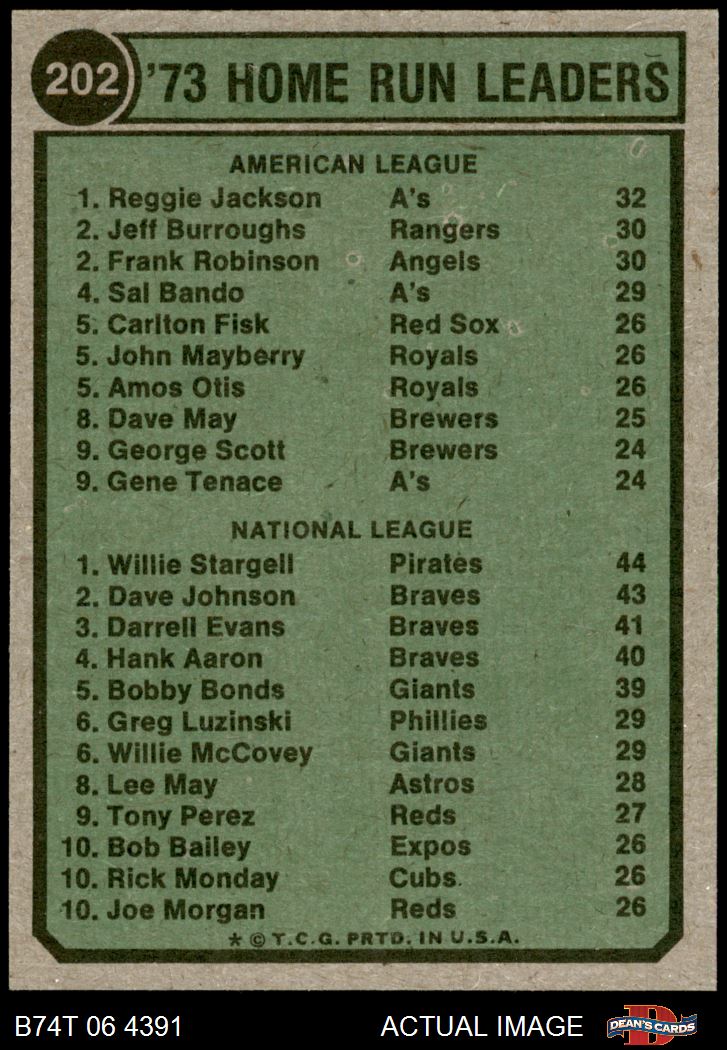 202 '73 HOME RUN LEADERS
AMERICAN LEAGUE
1. Reggie Jackson A's 32
2. Jeff Burroughs Rangers 30
2. Frank Robinson Angels 30
4. Sal Bando A's 29
5. Carlton Fisk Red Sox 26
5. John Mayberry Royals 26
5. Amos Otis Royals 26
8. Dave May Brewers 25
9. George Scott Brewers 24
9. Gene Tenace A's 24
NATIONAL LEAGUE
1. Willie Stargell Pirates 44
2. Dave Johnson Braves 43
3. Darrell Evans Braves 41
4. Hank Aaron Braves 40
5. Bobby Bonds Giants 39
6. Greg Luzinski Phillies 29
6. Willie McCovey Giants 29
8. Lee May Astros 28
9. Tony Perez Reds 27
10. Bob Bailey Expos 26
10. Rick Monday Cubs 26
10. Joe Morgan Reds 26
* © T.C.G. PRTD. IN U.S.A.
B74T 06 4391 ACTUAL IMAGE DEAN'S CARDS